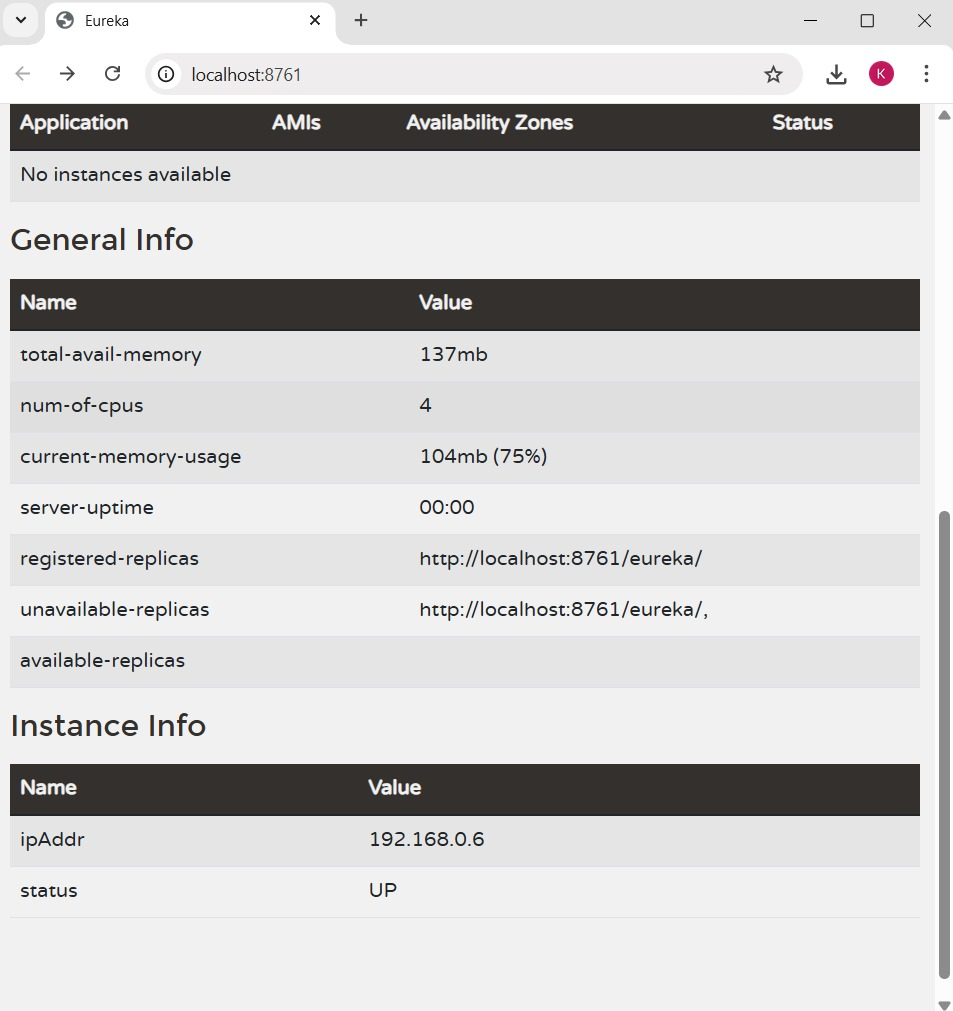 Eureka
localhost:8761
K
Application AMIs Availability Zones Status
No instances available
General Info
Name Value
total-avail-memory 137mb
num-of-cpus 4
current-memory-usage 104mb (75%)
server-uptime 00:00
registered-replicas http://localhost:8761/eureka/
unavailable-replicas http://localhost:8761/eureka/,
available-replicas
Instance Info
Name Value
ipAddr 192.168.0.6
status UP